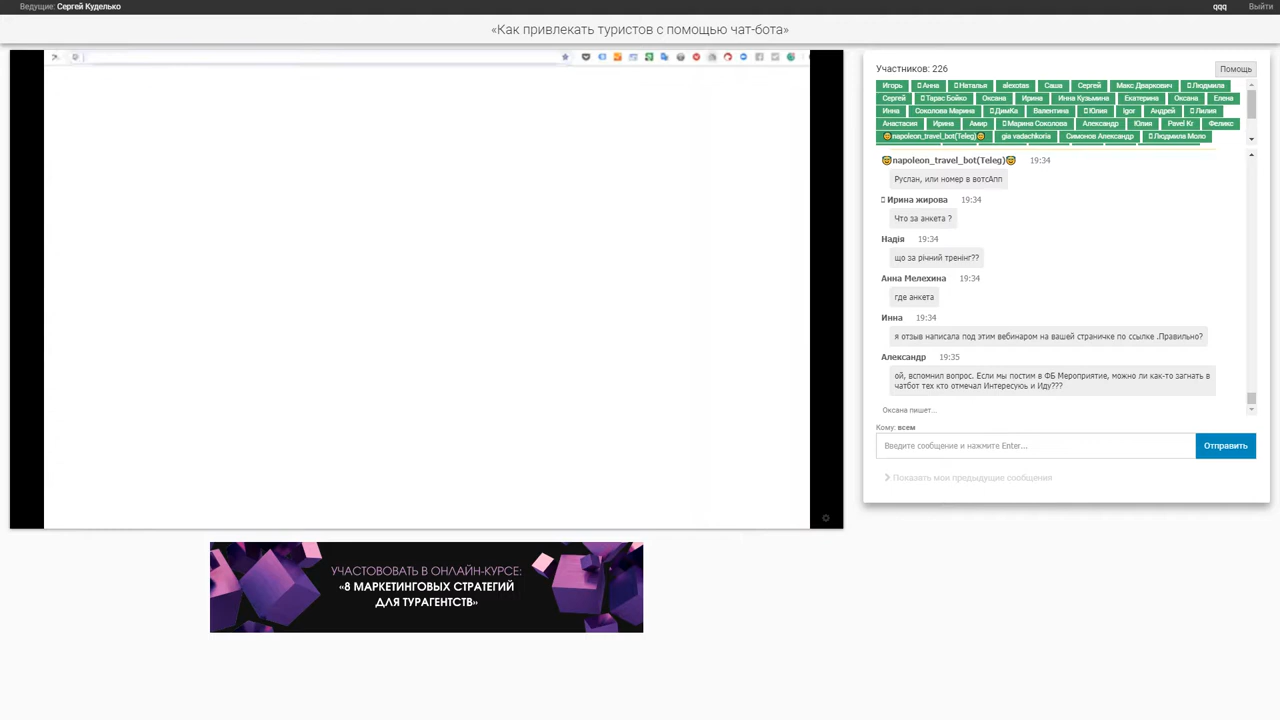 Ведущие: Сергей Куделько
qqq
Выйти
«Как привлекать туристов с помощью чат-бота»
Участников: 226
Помощь
Игорь Анна Наталья alexotas Саша Сергей Макс Двяркович Людмила
Сергей Тарас Бойко Оксана Ирина Инна Кузьмина Екатерина Оксана Елена
Инна Соколова Марина ДимКа Валентина Юлия Igor Андрей Лилия
Анастасия Ирина Амир Марина Соколова Александр Юлия Pavel Kr Феликс
napoleon_travel_bot(Teleg) gia vadachkoria Симонов Александр Людмила Моло
napoleon_travel_bot(Teleg) 19:34
Руслан, или номер в вотсАпп
Ирина жирова 19:34
Что за анкета ?
Надія 19:34
що за річний тренінг??
Анна Мелехина 19:34
где анкета
Инна 19:34
я отзыв написала под этим вебинаром на вашей страничке по ссылке .Правильно?
Александр 19:35
ой, вспомнил вопрос. Если мы постим в ФБ Мероприятие, можно ли как-то загнать в
чатбот тех кто отмечал Интересуюь и Иду???
Оксана пишет...
Кому: всем
Введите сообщение и нажмите Enter...
Отправить
Показать мои предыдущие сообщения
УЧАСТОВОВАТЬ В ОНЛАЙН-КУРСЕ:
«8 МАРКЕТИНГОВЫХ СТРАТЕГИЙ
ДЛЯ ТУРАГЕНТСТВ»